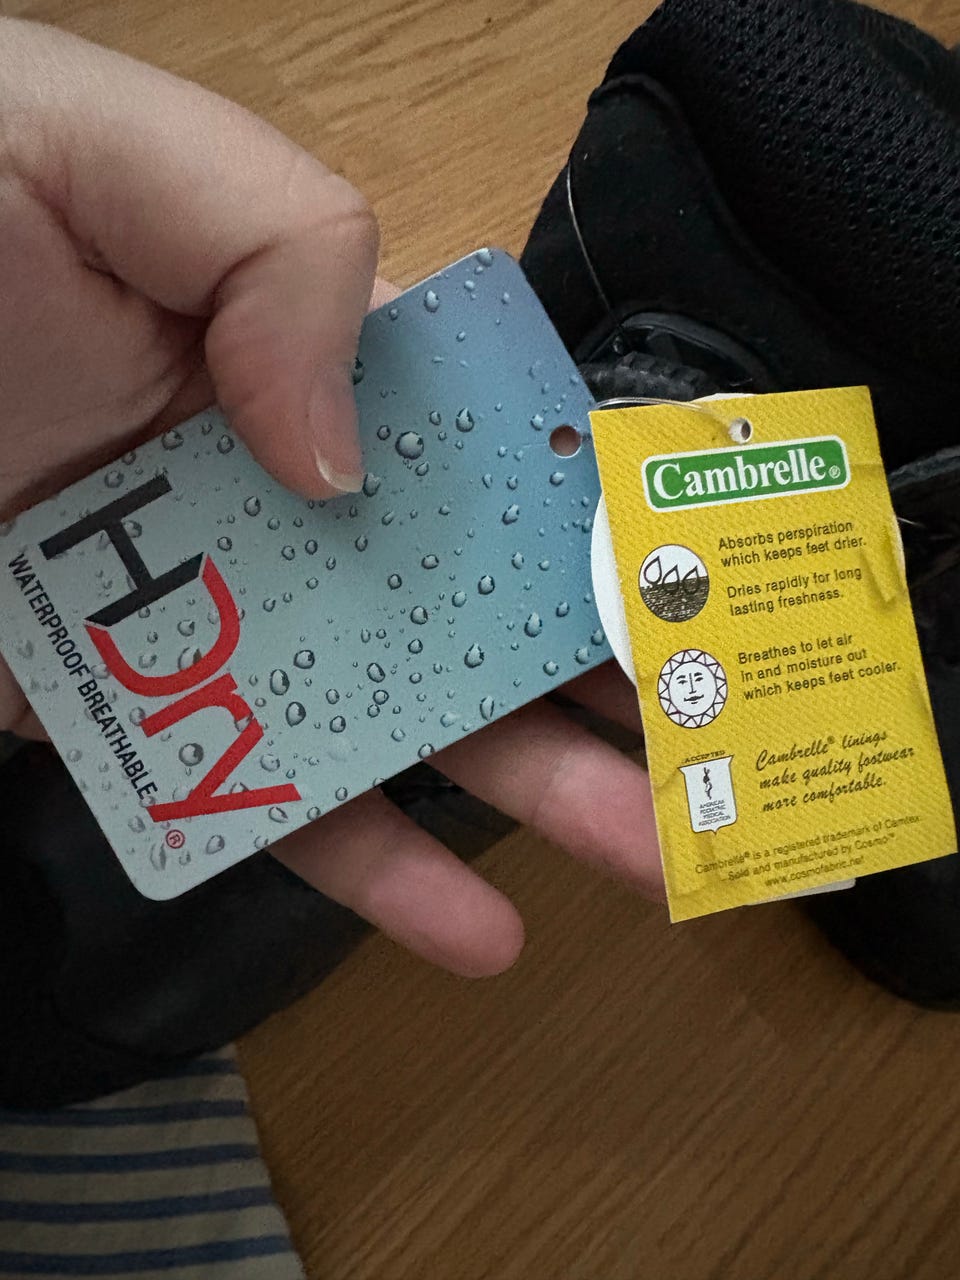 HDry®
WATERPROOF BREATHABLE
Cambrelle®
Absorbs perspiration
which keeps feet drier.
Dries rapidly for long
lasting freshness.
Breathes to let air
in and moisture out
which keeps feet cooler.
ACCEPTED
AMERICAN
PODIATRIC
MEDICAL
ASSOCIATION
Cambrelle® linings
make quality footwear
more comfortable.
Cambrelle® is a registered trademark of Camtex.
Sold and manufactured by Cosmo™
www.cosmofabric.net